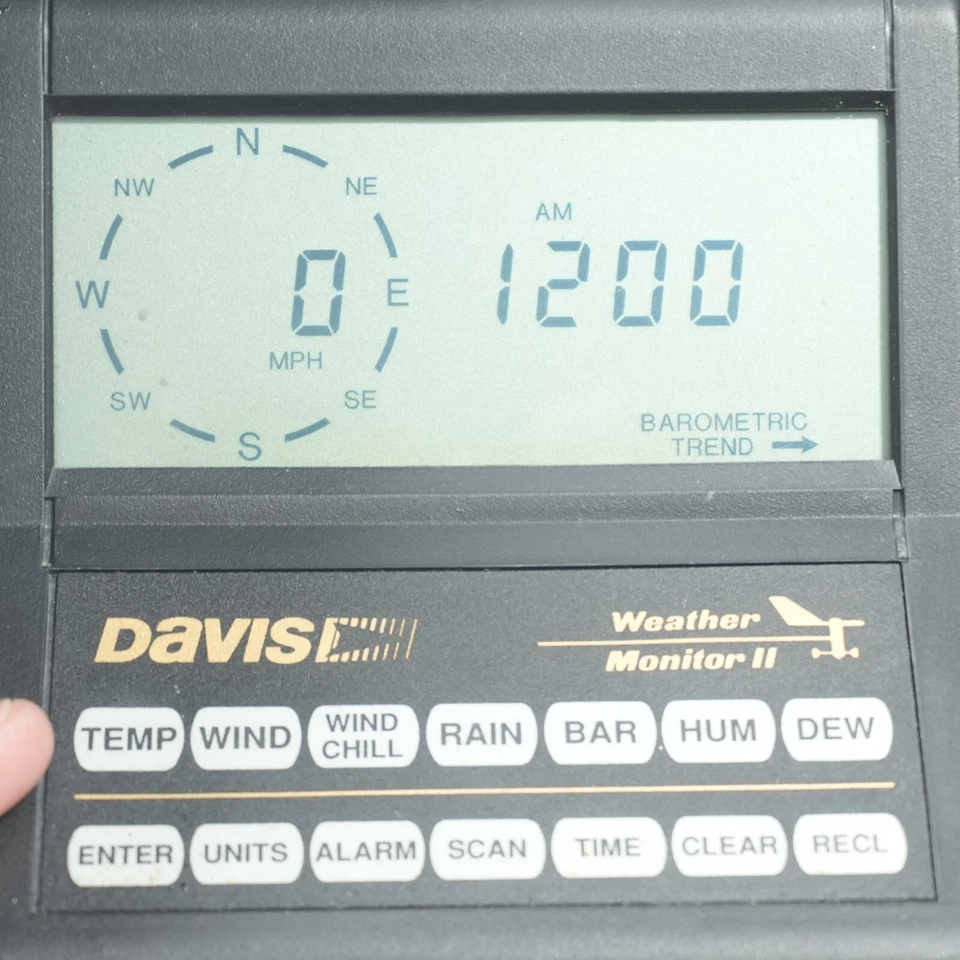 N
NW NE
AM
W 0 E 1200
MPH
SW SE
S
BAROMETRIC
TREND →
DAVIS
Weather
Monitor II
TEMP WIND WIND CHILL RAIN BAR HUM DEW
ENTER UNITS ALARM SCAN TIME CLEAR RECL